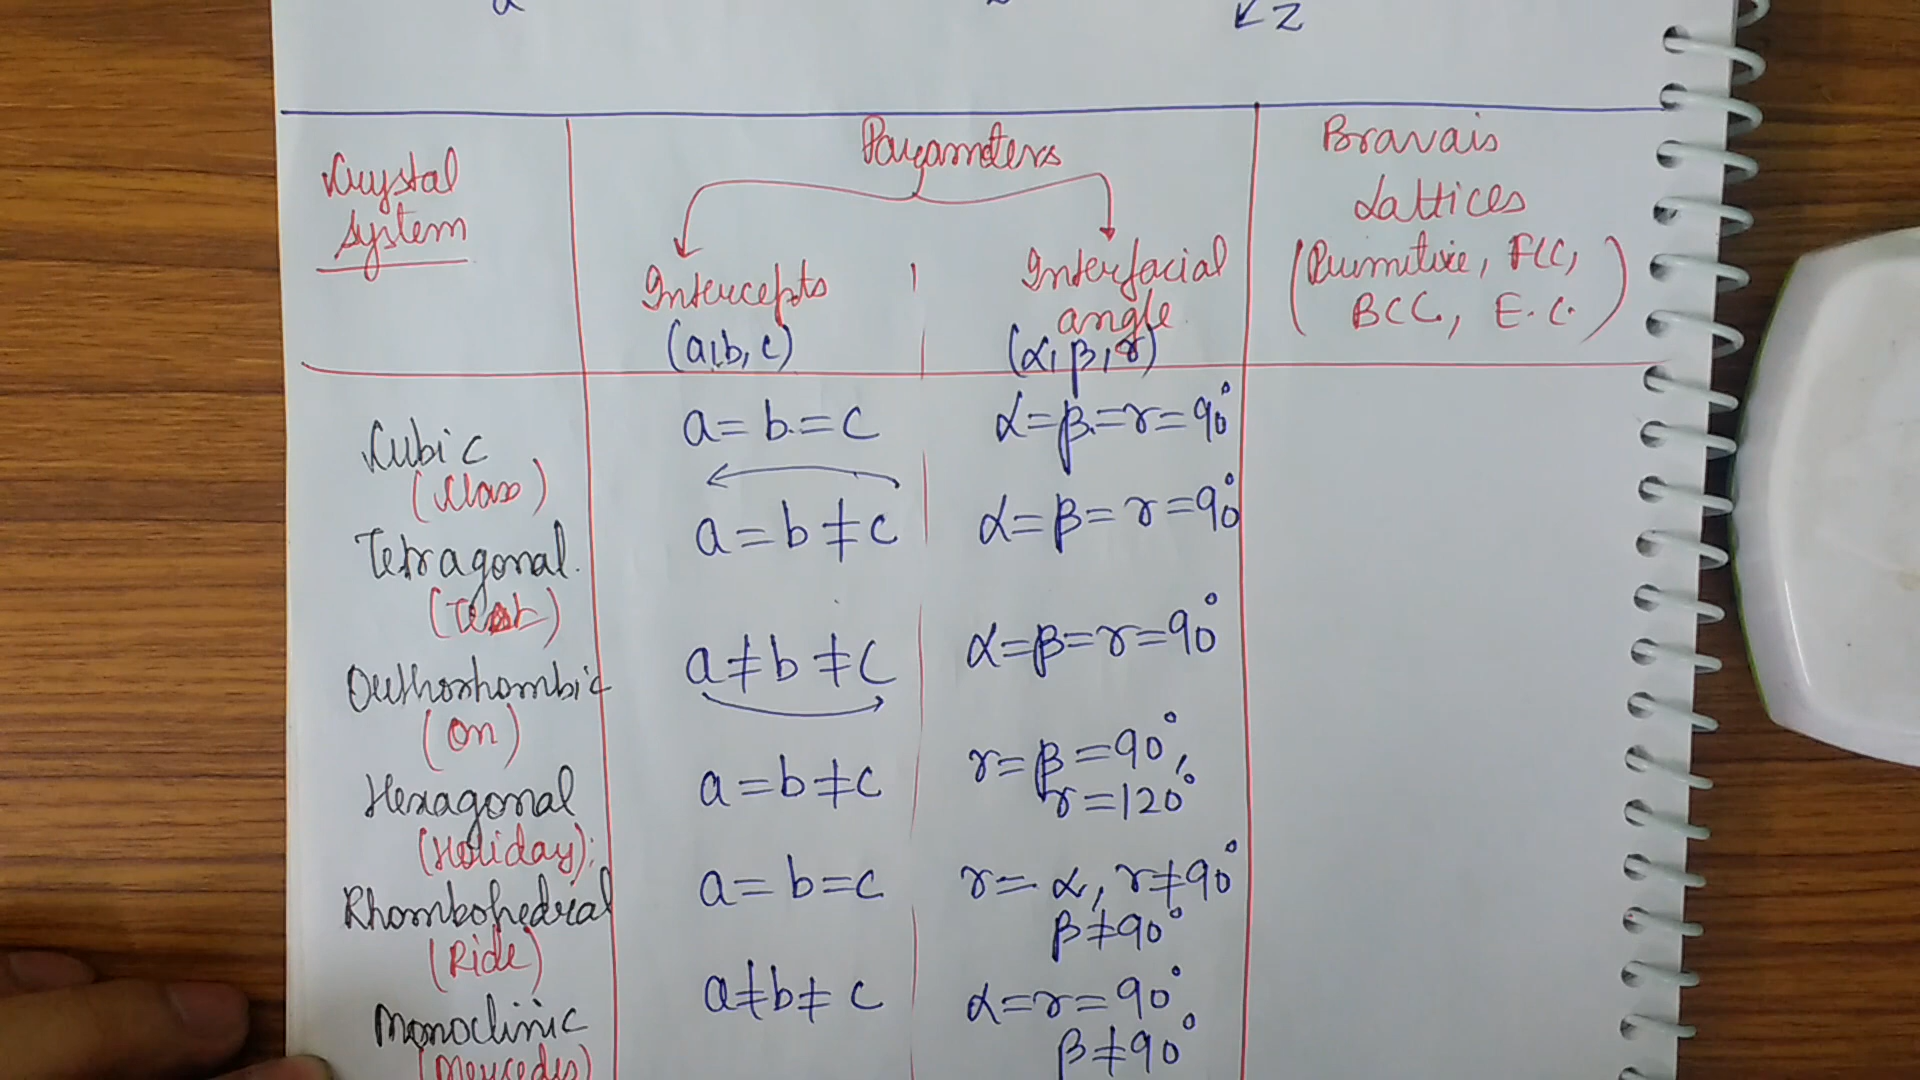 Z
Crystal
System
Parameters
Intercepts
(a,b, c)
Interfacial
angle
(α, β, γ)
Bravais
Lattices
(Primitive, FCC,
BCC, E.C.)
Cubic
(Class)
a = b = c
α = β = γ = 90°
Tetragonal
(Test)
a = b ≠ c
α = β = γ = 90°
Orthorhombic
(on)
a ≠ b ≠ c
α = β = γ = 90°
Hexagonal
(Holiday)
a = b ≠ c
γ = β = 90°,
γ = 120°
Rhombohedral
(Ride)
a = b = c
γ = α, γ ≠ 90°
β ≠ 90°
Monoclinic
(Mercedes)
a ≠ b ≠ c
α = γ = 90°
β ≠ 90°